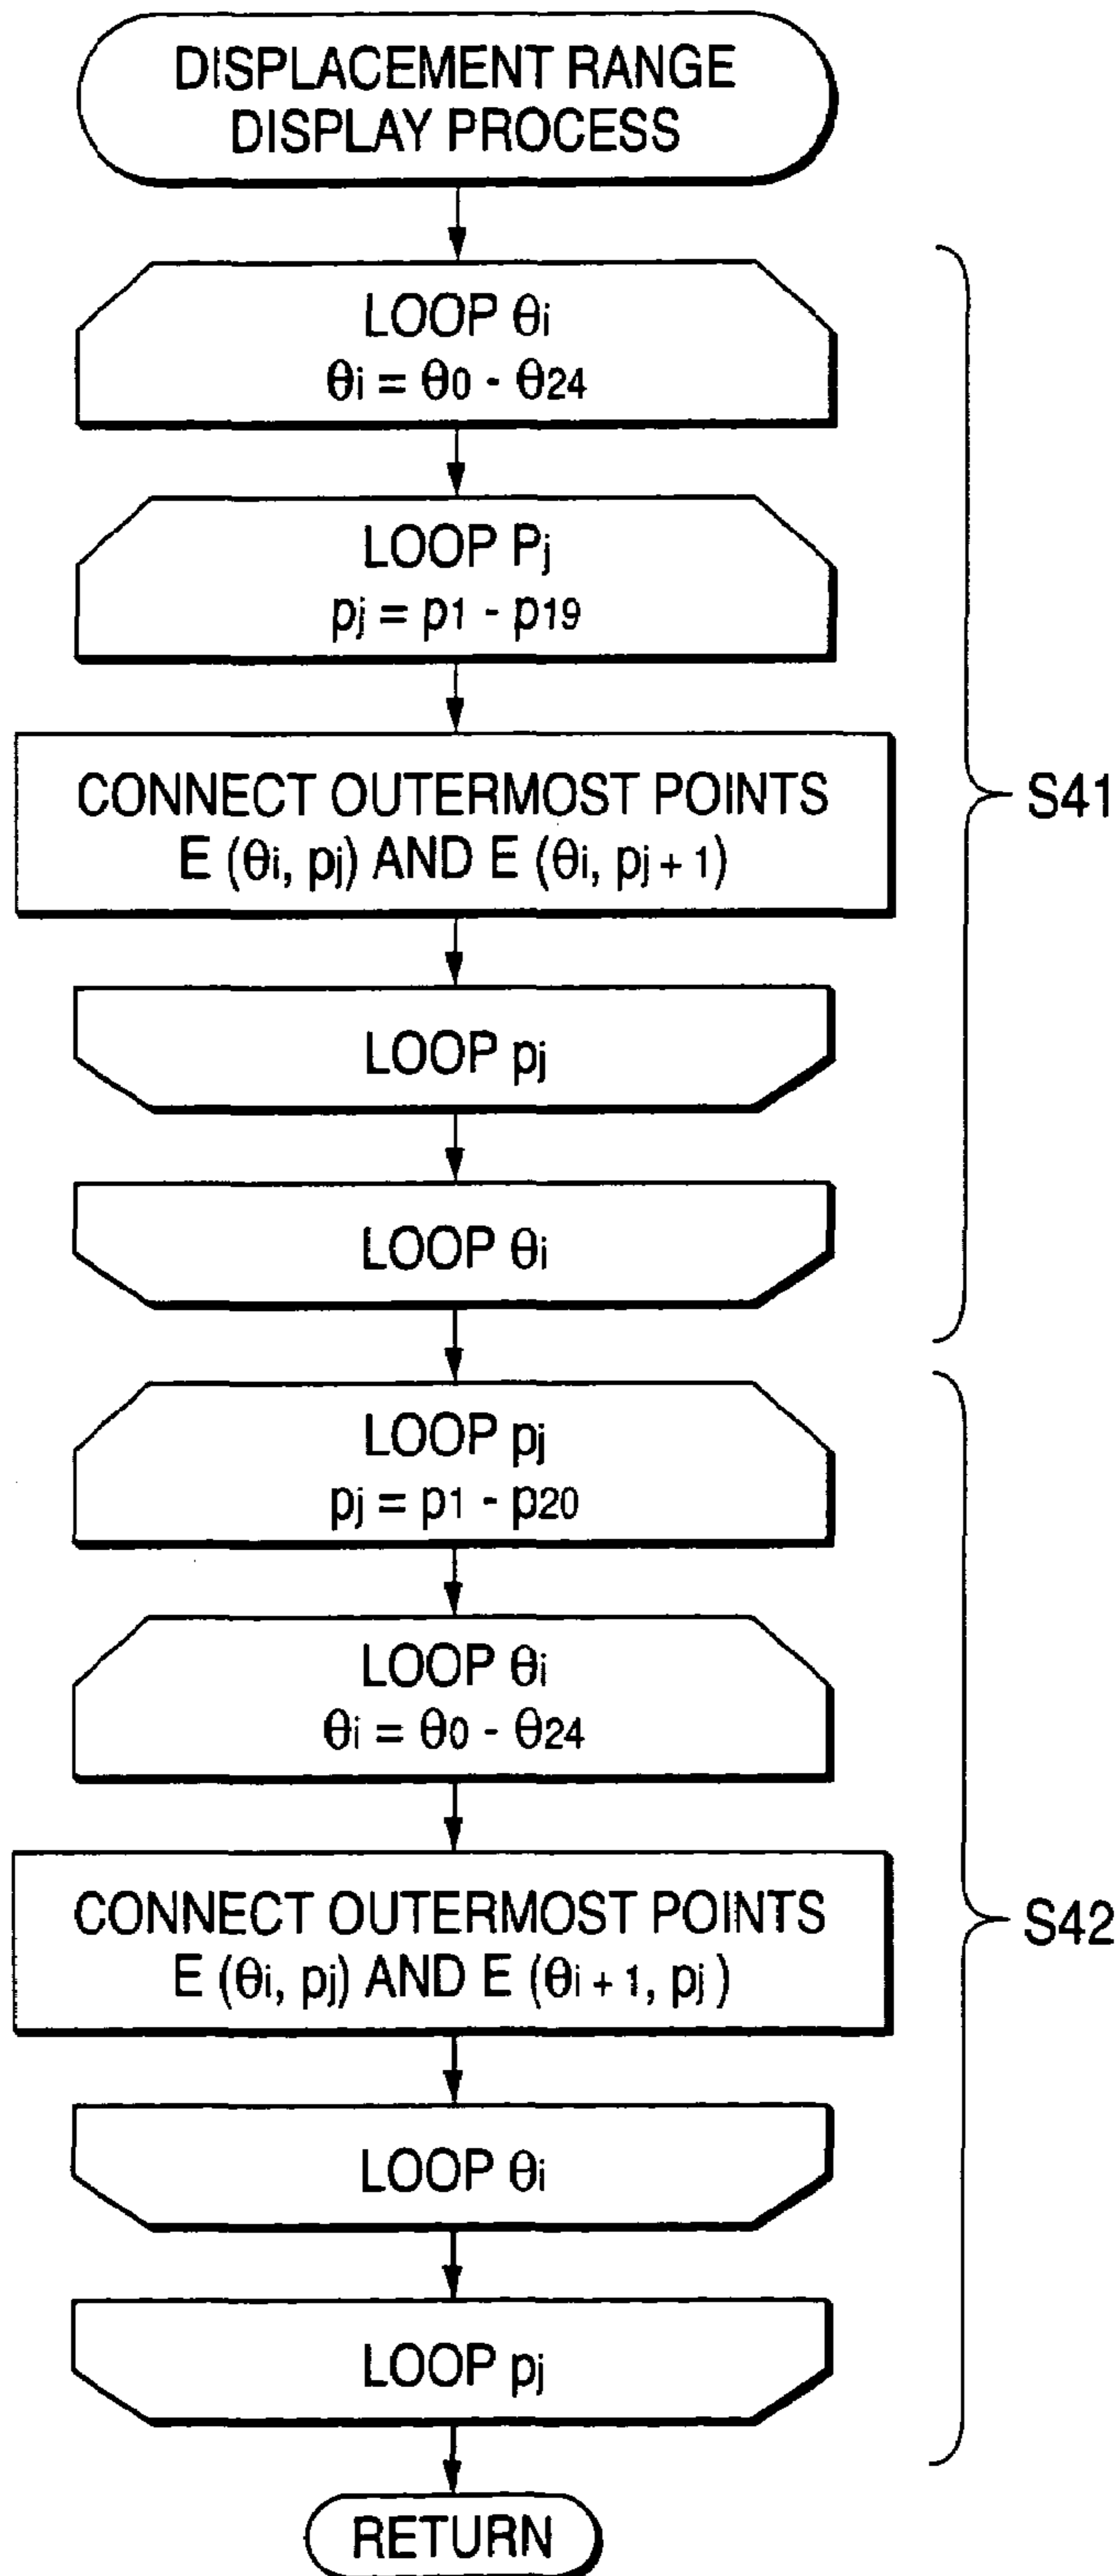 DISPLACEMENT RANGE
DISPLAY PROCESS
LOOP θi
θi = θ0 - θ24
LOOP Pj
pj = p1 - p19
CONNECT OUTERMOST POINTS
E (θi, pj) AND E (θi, pj + 1)
LOOP pj
LOOP θi
S41
LOOP pj
pj = p1 - p20
LOOP θi
θi = θ0 - θ24
CONNECT OUTERMOST POINTS
E (θi, pj) AND E (θi + 1, pj )
LOOP θi
LOOP pj
S42
RETURN